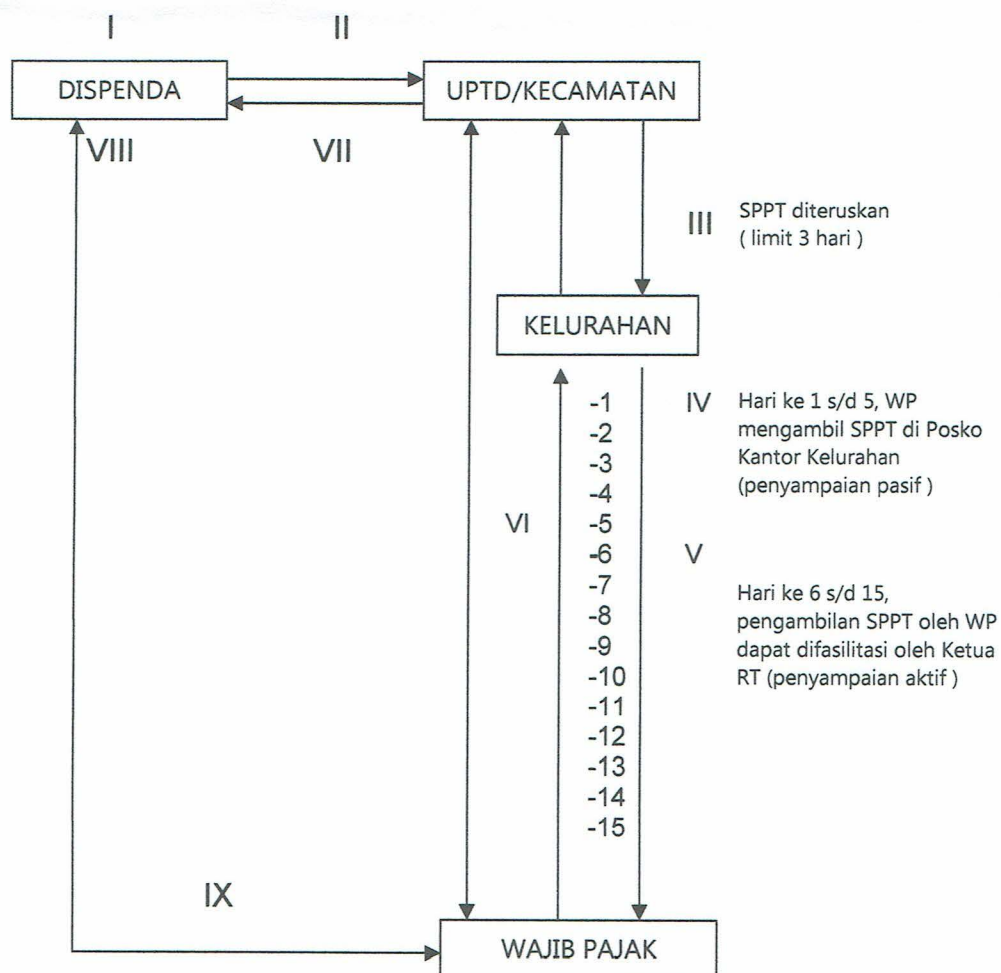 I
II
DISPENDA
UPTD/KECAMATAN
VIII
VII
III
SPPT diteruskan
( limit 3 hari )
KELURAHAN
IV
Hari ke 1 s/d 5, WP
mengambil SPPT di Posko
Kantor Kelurahan
(penyampaian pasif )
-1
-2
-3
-4
-5
-6
-7
-8
-9
-10
-11
-12
-13
-14
-15
VI
V
Hari ke 6 s/d 15,
pengambilan SPPT oleh WP
dapat difasilitasi oleh Ketua
RT (penyampaian aktif )
IX
WAJIB PAJAK